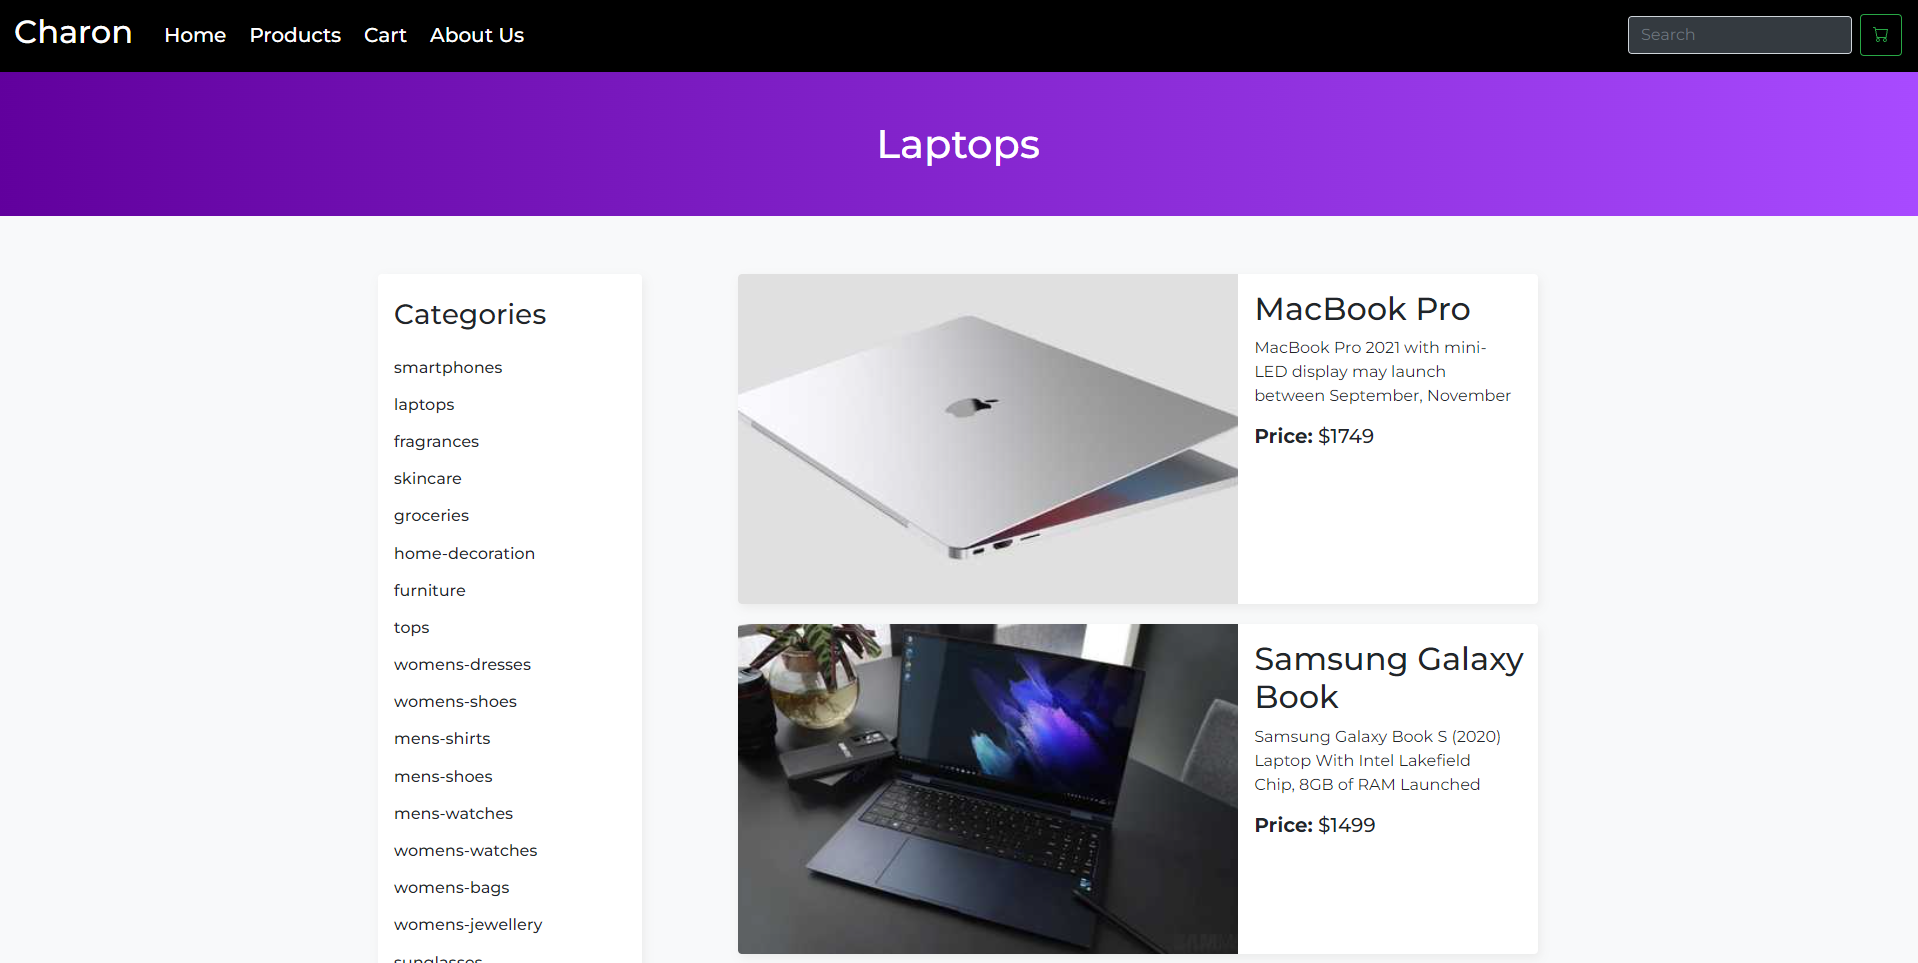 Charon
Home
Products
Cart
About Us
Search
Laptops
Categories
smartphones
laptops
fragrances
skincare
groceries
home-decoration
furniture
tops
womens-dresses
womens-shoes
mens-shirts
mens-shoes
mens-watches
womens-watches
womens-bags
womens-jewellery
sunglasses
MacBook Pro
MacBook Pro 2021 with mini-
LED display may launch
between September, November
Price: $1749
Samsung Galaxy
Book
Samsung Galaxy Book S (2020)
Laptop With Intel Lakefield
Chip, 8GB of RAM Launched
Price: $1499